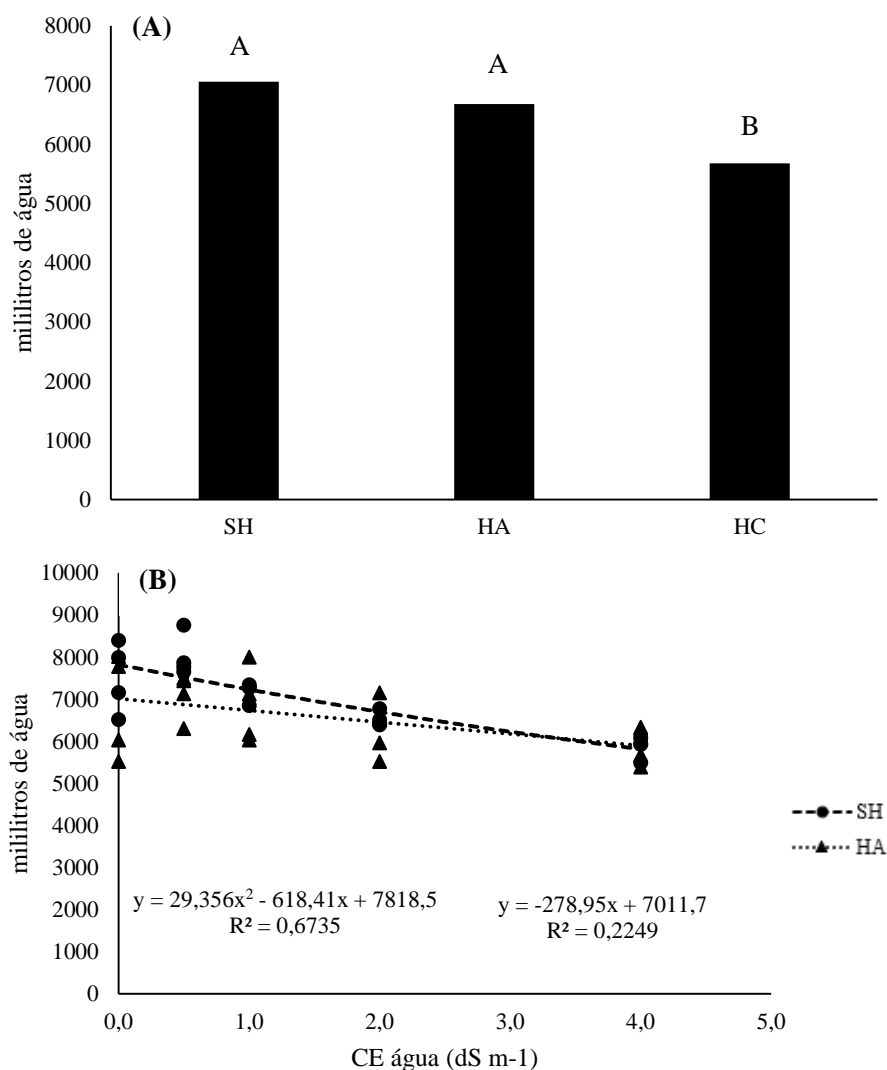 (A)
8000
7000
6000
5000
4000
3000
2000
1000
0
mililitros de água
A
A
B
SH
HA
HC
(B)
10000
9000
8000
7000
6000
5000
4000
3000
2000
1000
0
mililitros de água
SH
HA
y = 29,356x² - 618,41x + 7818,5
R² = 0,6735
y = -278,95x + 7011,7
R² = 0,2249
0,0 1,0 2,0 3,0 4,0 5,0
CE água (dS m-1)